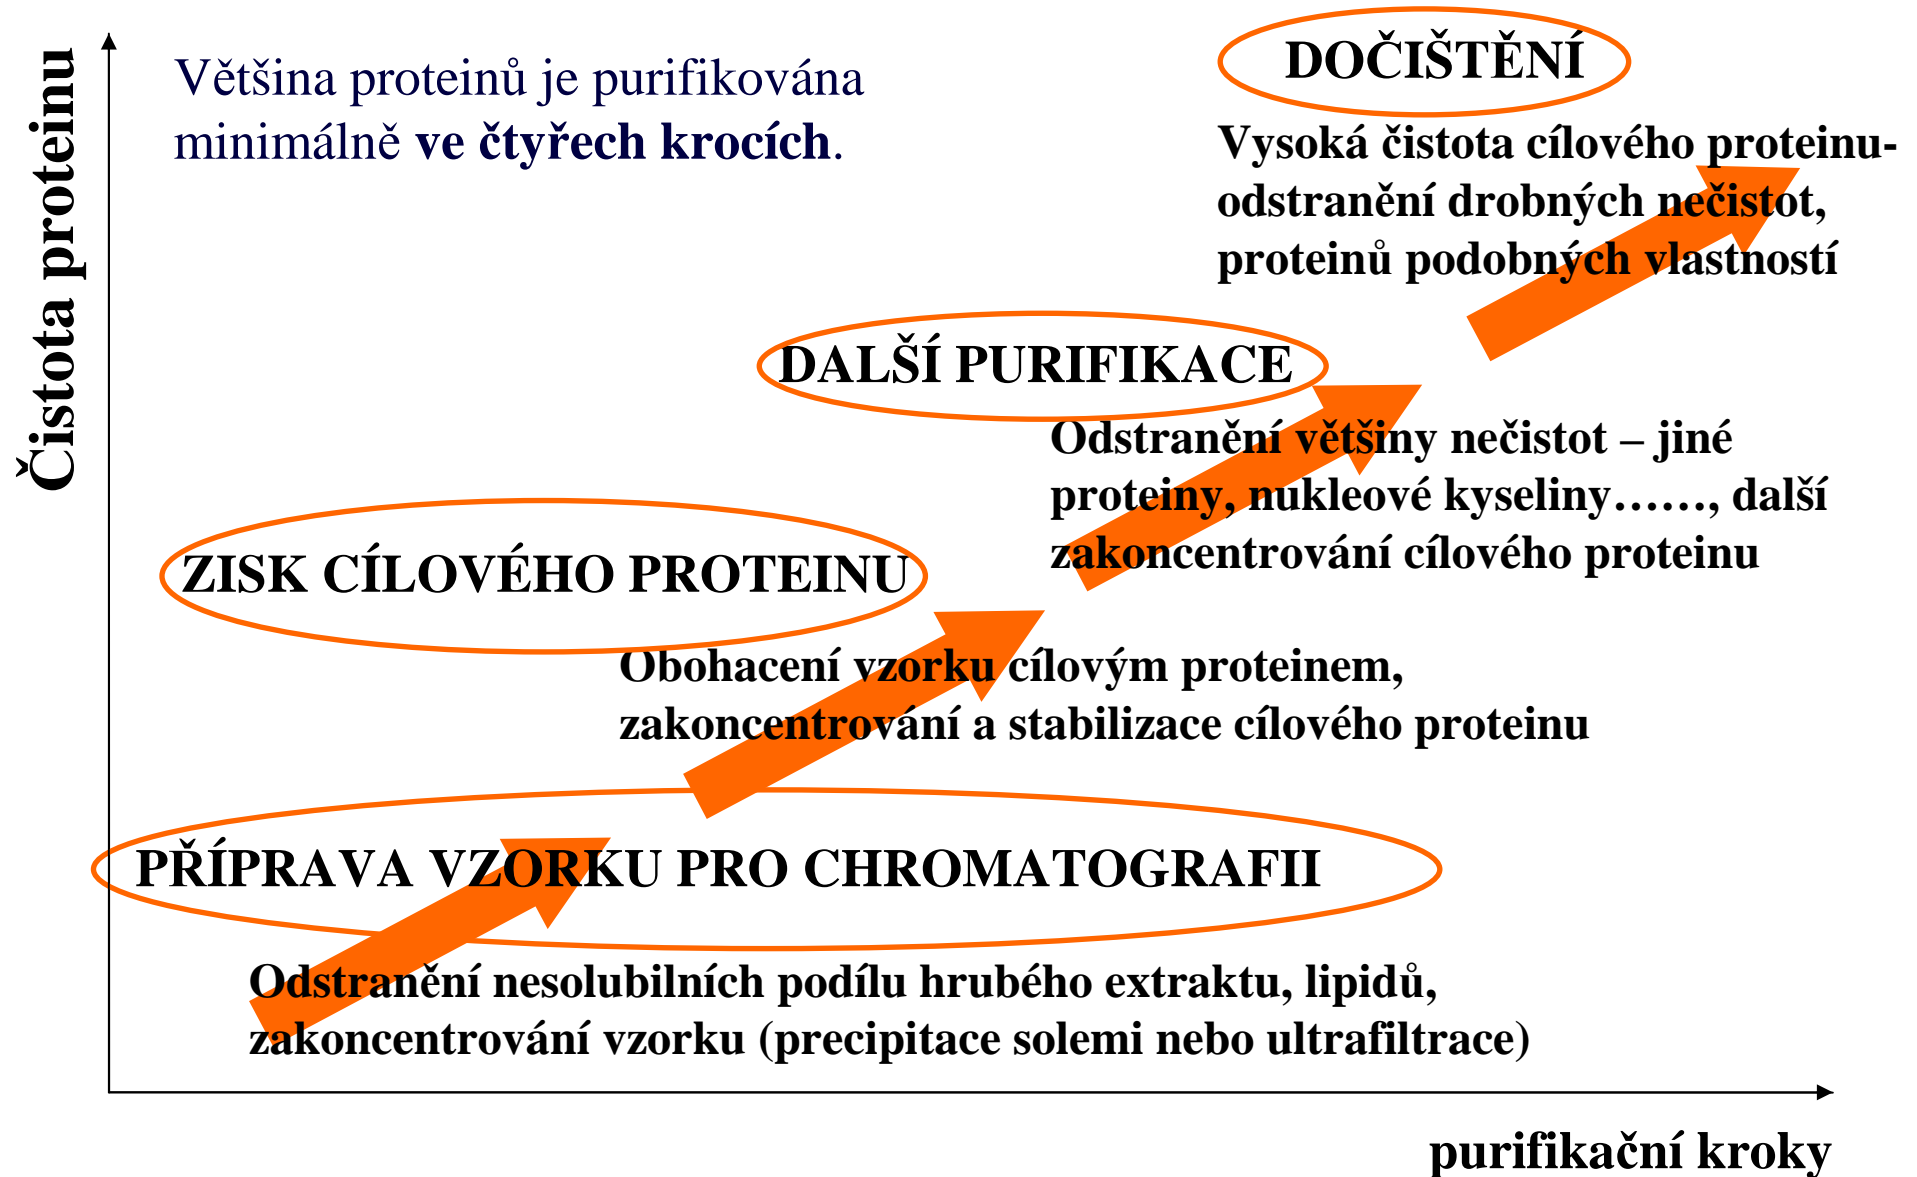 Čistota proteinu
Většina proteinů je purifikována
minimálně ve čtyřech krocích.
DOČIŠTĚNÍ
Vysoká čistota cílového proteinu-
odstranění drobných nečistot,
proteinů podobných vlastností
DALŠÍ PURIFIKACE
Odstranění většiny nečistot – jiné
proteiny, nukleové kyseliny……, další
zakoncentrování cílového proteinu
ZISK CÍLOVÉHO PROTEINU
Obohacení vzorku cílovým proteinem,
zakoncentrování a stabilizace cílového proteinu
PŘÍPRAVA VZORKU PRO CHROMATOGRAFII
Odstranění nesolubilních podílu hrubého extraktu, lipidů,
zakoncentrování vzorku (precipitace solemi nebo ultrafiltrace)
purifikační kroky